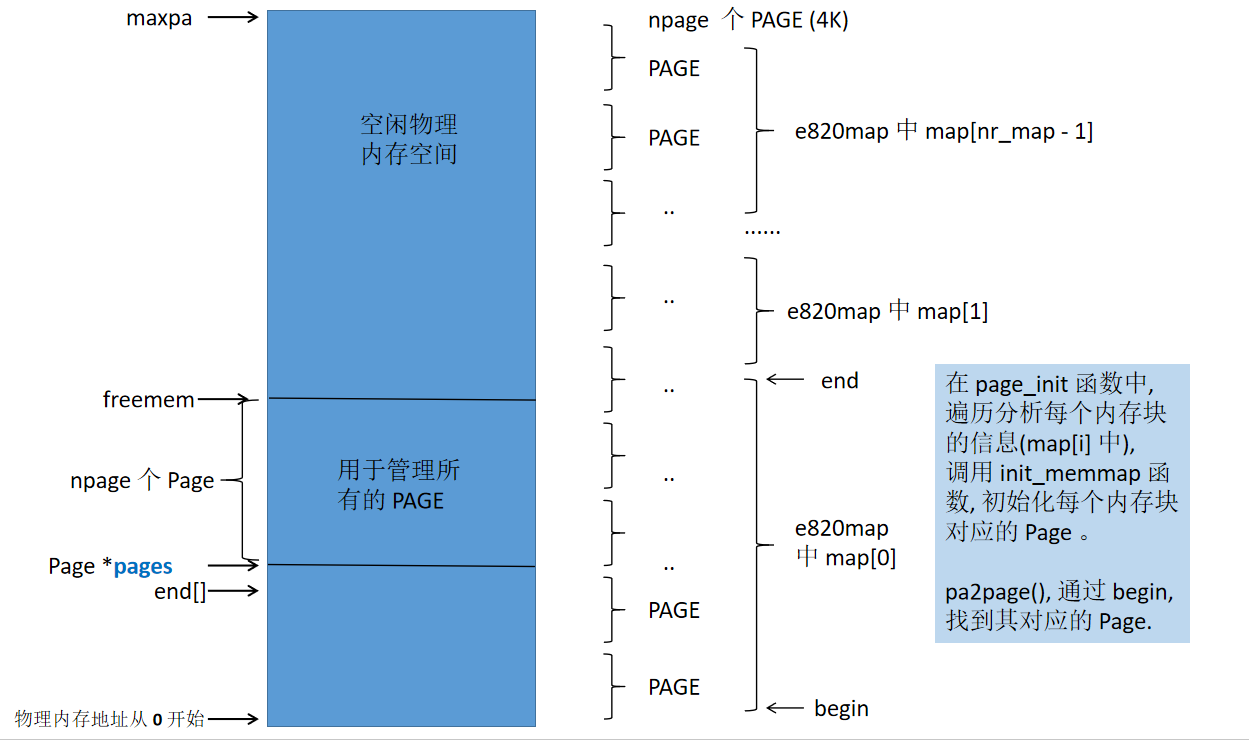 maxpa
npage 个 PAGE (4K)
PAGE
空闲物理
内存空间
e820map 中 map[nr_map - 1]
PAGE
..
......
..
e820map 中 map[1]
end
..
freemem
用于管理所
有的 PAGE
npage 个 Page
..
e820map
中 map[0]
Page *pages
..
end[]
PAGE
PAGE
begin
物理内存地址从 0 开始
在 page_init 函数中,
遍历分析每个内存块
的信息(map[i] 中),
调用 init_memmap 函
数, 初始化每个内存块
对应的 Page 。
pa2page(), 通过 begin,
找到其对应的 Page.